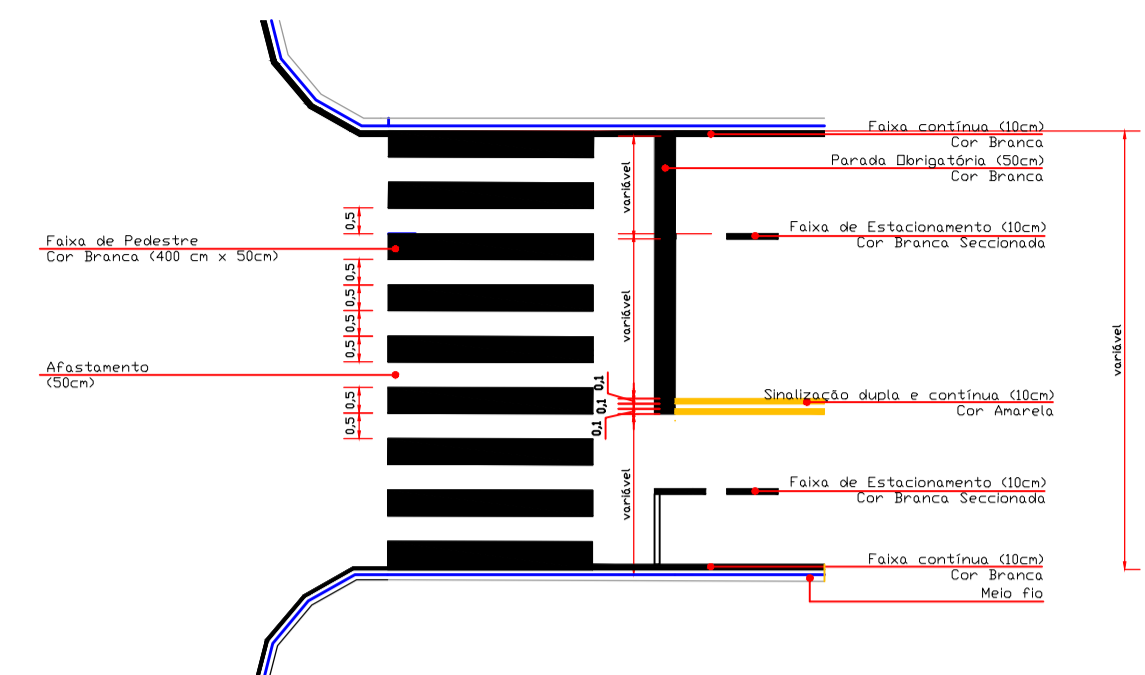 Faixa contínua (10cm)
Cor Branca
Parada Obrigatória (50cm)
Cor Branca
variável
0,5
Faixa de Estacionamento (10cm)
Cor Branca Seccionada
Faixa de Pedestre
Cor Branca (400 cm x 50cm)
0,5
0,5
0,5
0,5
variável
variável
Afastamento
(50cm)
0,1
0,1
0,1
0,5
0,5
Sinalização dupla e contínua (10cm)
Cor Amarela
variável
Faixa de Estacionamento (10cm)
Cor Branca Seccionada
Faixa contínua (10cm)
Cor Branca
Meio fio